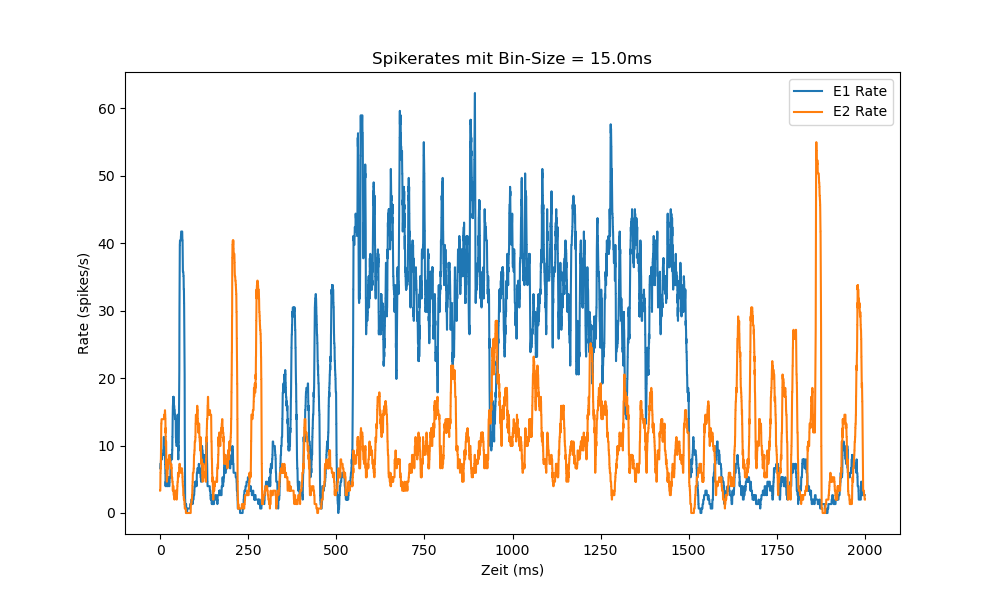 Spikerates mit Bin-Size = 15.0ms
E1 Rate
E2 Rate
Rate (spikes/s)
60
50
40
30
20
10
0
0 250 500 750 1000 1250 1500 1750 2000
Zeit (ms)